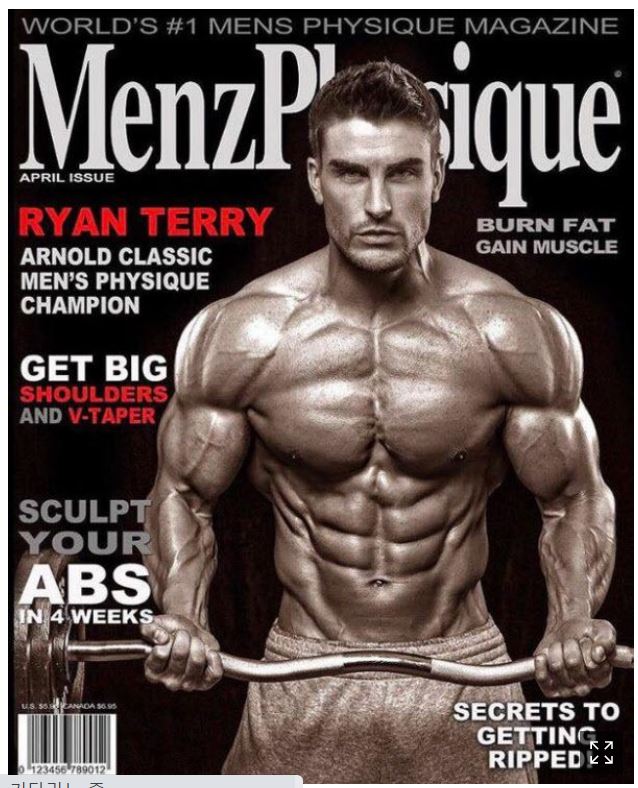 WORLD'S #1 MENS PHYSIQUE MAGAZINE
MenzPhysique
APRIL ISSUE
RYAN TERRY
ARNOLD CLASSIC
MEN'S PHYSIQUE
CHAMPION
BURN FAT
GAIN MUSCLE
GET BIG
SHOULDERS
AND V-TAPER
SCULPT
YOUR
ABS
IN 4 WEEKS
U.S. $5.95 CANADA $6.95
0 123456 789012
SECRETS TO
GETTING
RIPPED!